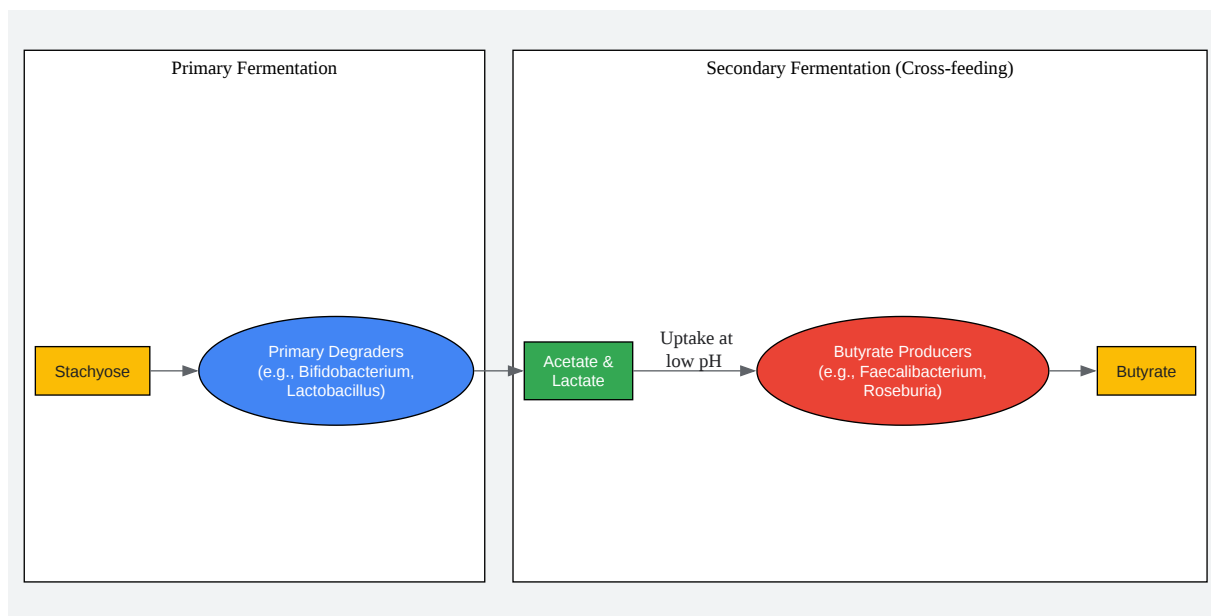 Primary Fermentation
Secondary Fermentation (Cross-feeding)
Stachyose
Primary Degraders
(e.g., Bifidobacterium,
Lactobacillus)
Acetate &
Lactate
Uptake at
low pH
Butyrate Producers
(e.g., Faecalibacterium,
Roseburia)
Butyrate